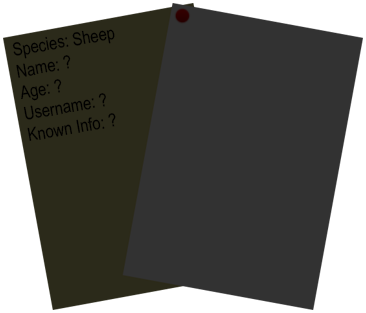 Species: Sheep
Name: ?
Age: ?
Username: ?
Known Info: ?